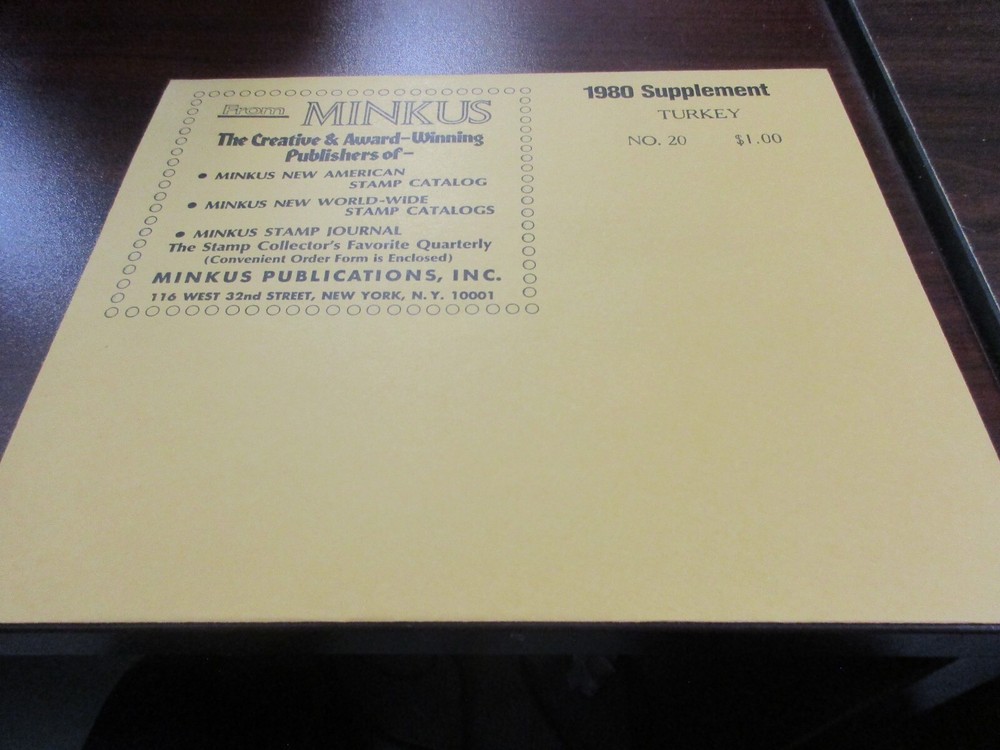 From MINKUS
The Creative & Award-Winning
Publishers of-
• MINKUS NEW AMERICAN
STAMP CATALOG
• MINKUS NEW WORLD-WIDE
STAMP CATALOGS
• MINKUS STAMP JOURNAL
The Stamp Collector's Favorite Quarterly
(Convenient Order Form is Enclosed)
MINKUS PUBLICATIONS, INC.
116 WEST 32nd STREET, NEW YORK, N. Y. 10001
1980 Supplement
TURKEY
NO. 20 $1.00